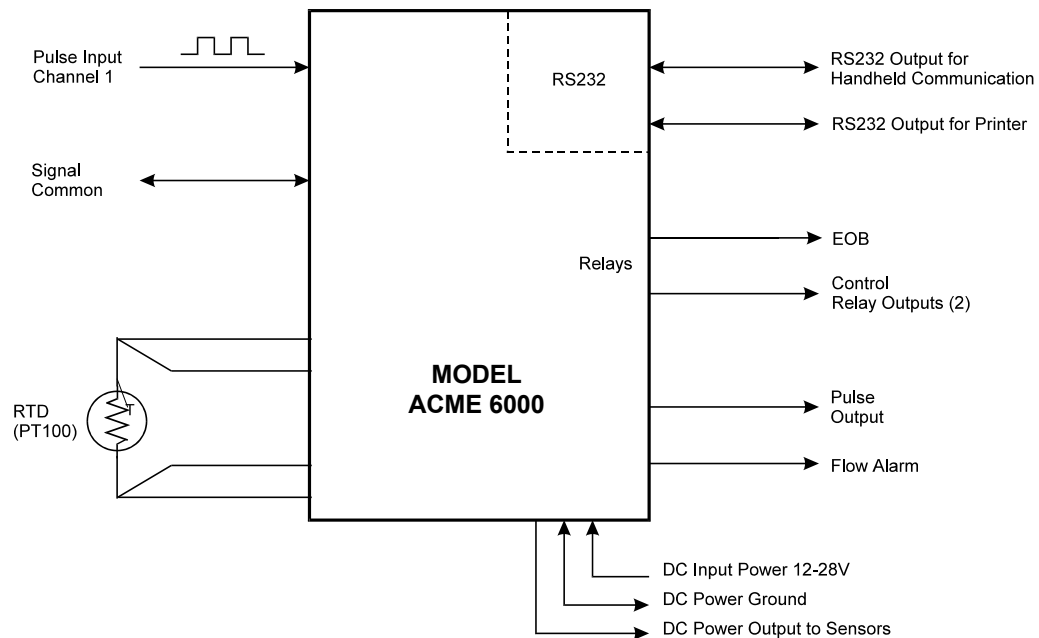 Pulse Input
Channel 1
RS232
RS232 Output for
Handheld Communication
RS232 Output for Printer
Signal
Common
Relays
EOB
Control
Relay Outputs (2)
MODEL
ACME 6000
RTD
(PT100)
T
Pulse
Output
Flow Alarm
DC Input Power 12-28V
DC Power Ground
DC Power Output to Sensors